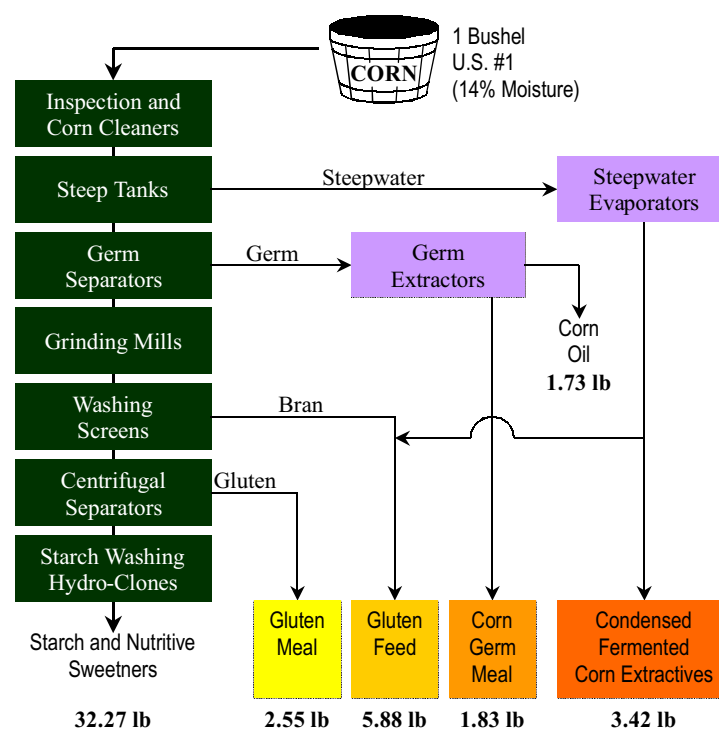 1 Bushel
U.S. #1
(14% Moisture)
CORN
Inspection and
Corn Cleaners
Steep Tanks
Steepwater
Steepwater
Evaporators
Germ
Separators
Germ
Germ
Extractors
Corn
Oil
1.73 lb
Grinding Mills
Washing
Screens
Bran
Centrifugal
Separators
Gluten
Starch Washing
Hydro-Clones
Starch and Nutritive
Sweetners
32.27 lb
Gluten
Meal
2.55 lb
Gluten
Feed
5.88 lb
Corn
Germ
Meal
1.83 lb
Condensed
Fermented
Corn Extractives
3.42 lb